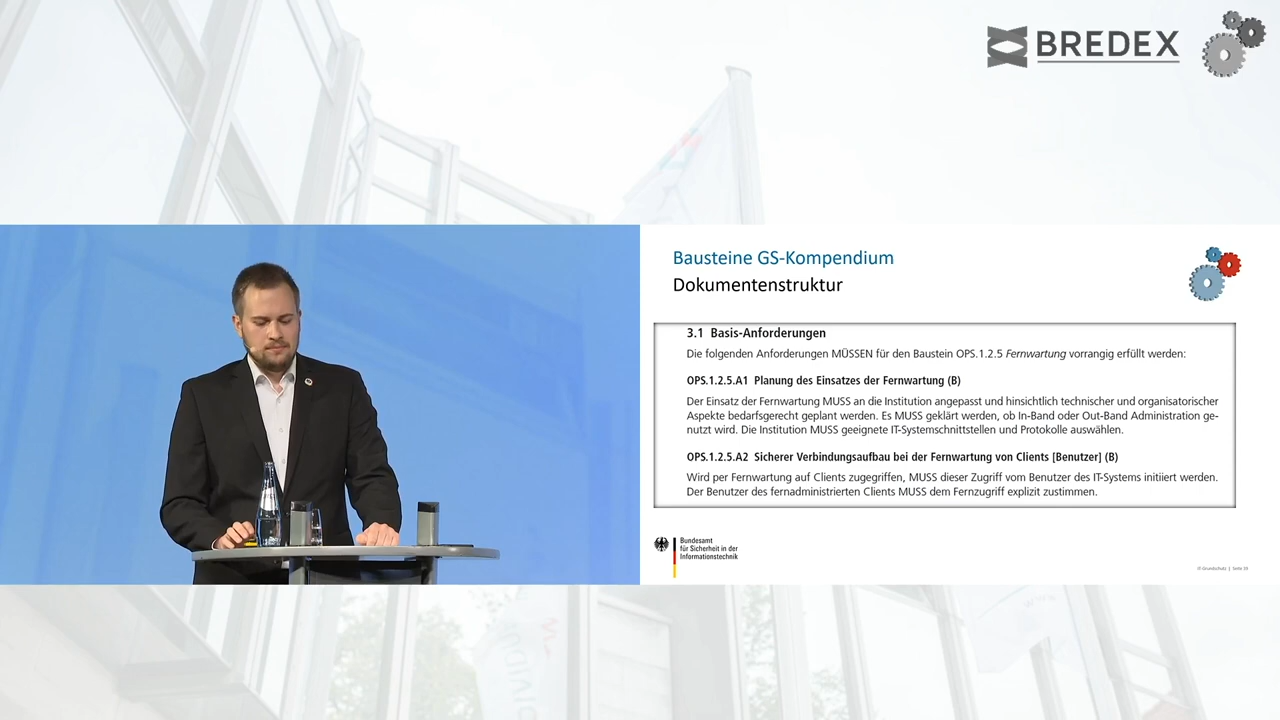 BREDEX
Bausteine GS-Kompendium
Dokumentenstruktur
3.1 Basis-Anforderungen
Die folgenden Anforderungen MÜSSEN für den Baustein OPS.1.2.5 Fernwartung vorrangig erfüllt werden:
OPS.1.2.5.A1 Planung des Einsatzes der Fernwartung (B)
Der Einsatz der Fernwartung MUSS an die Institution angepasst und hinsichtlich technischer und organisatorischer
Aspekte bedarfsgerecht geplant werden. Es MUSS geklärt werden, ob In-Band oder Out-Band Administration ge-
nutzt wird. Die Institution MUSS geeignete IT-Systemschnittstellen und Protokolle auswählen.
OPS.1.2.5.A2 Sicherer Verbindungsaufbau bei der Fernwartung von Clients [Benutzer] (B)
Wird per Fernwartung auf Clients zugegriffen, MUSS dieser Zugriff vom Benutzer des IT-Systems initiiert werden.
Der Benutzer des fernadministrierten Clients MUSS dem Fernzugriff explizit zustimmen.
Bundesamt
für Sicherheit in der
Informationstechnik
IT-Grundschutz | Seite 39